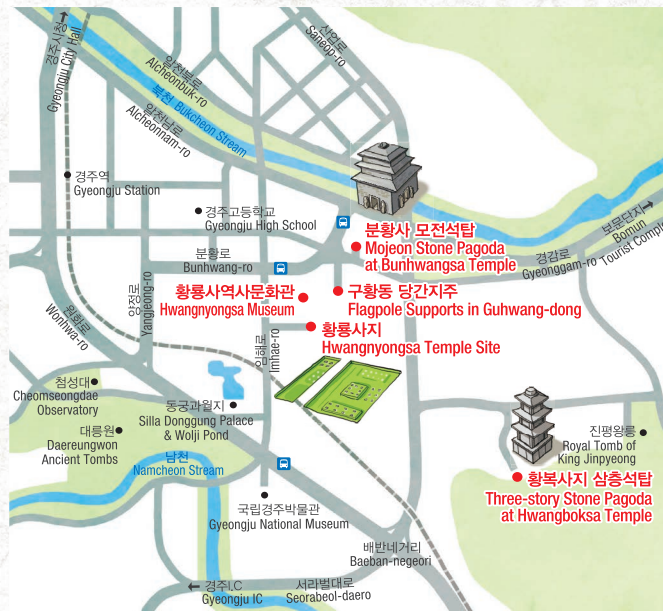 경주시청
Gyeongju City Hall
알천북로
Alcheonbuk-ro
북천 Bukcheon Stream
알천남로
Alcheonnam-ro
산업로
Saneop-ro
경주역
Gyeongju Station
경주고등학교
Gyeongju High School
분황사 모전석탑
Mojeon Stone Pagoda
at Bunhwangsa Temple
보문단지
Bomun
Tourist Comple
경감로
Gyeonggam-ro
분황로
Bunhwang-ro
양정로
Yangjeong-ro
원화로
Wonhwa-ro
황룡사역사문화관
Hwangnyongsa Museum
구황동 당간지주
Flagpole Supports in Guhwang-dong
황룡사지
Hwangnyongsa Temple Site
임해로
Imhae-ro
첨성대
Cheomseongdae
Observatory
동궁과월지
Silla Donggung Palace
& Wolji Pond
대릉원
Daereungwon
Ancient Tombs
남천
Namcheon Stream
진평왕릉
Royal Tomb of
King Jinpyeong
황복사지 삼층석탑
Three-story Stone Pagoda
at Hwangboksa Temple
국립경주박물관
Gyeongju National Museum
배반네거리
Baeban-negeori
경주I.C
Gyeongju IC
서라벌대로
Seorabeol-daero